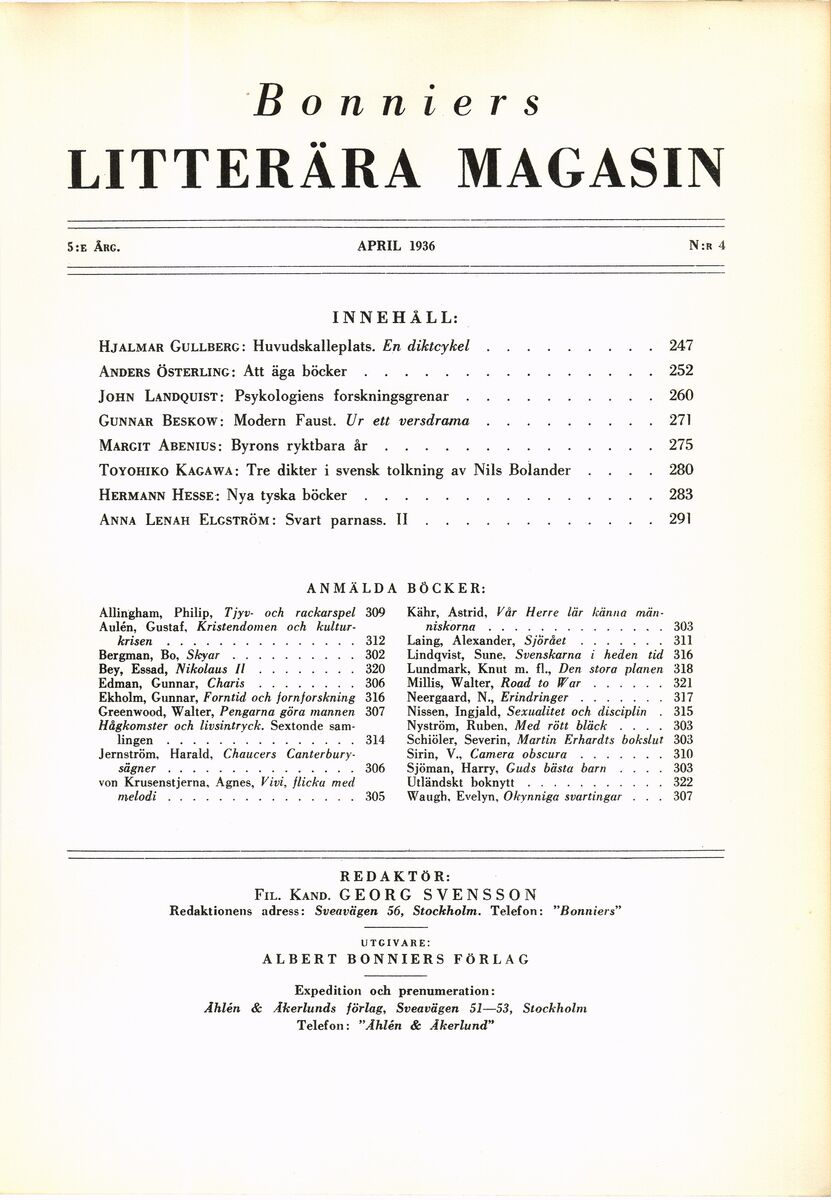 Bonniers
LITTERÄRA MAGASIN
5:E ÅRG. APRIL 1936 N:R 4
INNEHÅLL:
HJALMAR GULLBERG: Huvudskalleplats. En diktcykel . . . . . . . . . 247
ANDERS ÖSTERLING: Att äga böcker . . . . . . . . . . . . . . . 252
JOHN LANDQUIST: Psykologiens forskningsgrenar . . . . . . . . . . 260
GUNNAR BESKOW: Modern Faust. Ur ett versdrama . . . . . . . . . 271
MARGIT ABENIUS: Byrons ryktbara år . . . . . . . . . . . . . . 275
TOYOHIKO KAGAWA: Tre dikter i svensk tolkning av Nils Bolander . . . . 280
HERMANN HESSE: Nya tyska böcker . . . . . . . . . . . . . . . 283
ANNA LENAH ELGSTRÖM: Svart parnass. II . . . . . . . . . . . . 291
ANMÄLDA BÖCKER:
Allingham, Philip, Tjyv- och rackarspel 309
Aulén, Gustaf, Kristendomen och kultur-
krisen . . . . . . . . . . . . . . 312
Bergman, Bo, Skyar . . . . . . . . . 302
Bey, Essad, Nikolaus II . . . . . . . . 320
Edman, Gunnar, Charis . . . . . . . . 306
Ekholm, Gunnar, Forntid och fornforskning 316
Greenwood, Walter, Pengarna göra mannen 307
Hågkomster och livsintryck. Sextonde sam-
lingen . . . . . . . . . . . . . . 314
Jernström, Harald, Chaucers Canterbury-
sägner . . . . . . . . . . . . . . 306
von Krusenstjerna, Agnes, Vivi, flicka med
melodi . . . . . . . . . . . . . . 305
Kähr, Astrid, Vår Herre lär känna män-
niskorna . . . . . . . . . . . . . 303
Laing, Alexander, Sjörået . . . . . . 311
Lindqvist, Sune, Svenskarna i heden tid 316
Lundmark, Knut m. fl., Den stora planen 318
Millis, Walter, Road to War . . . . . . 321
Neergaard, N., Erindringer . . . . . . . 317
Nissen, Ingjald, Sexualitet och disciplin . 315
Nyström, Ruben, Med rött bläck . . . . 303
Schiöler, Severin, Martin Erhardts bokslut 303
Sirin, V., Camera obscura . . . . . . 310
Sjöman, Harry, Guds bästa barn . . . . 303
Utländskt boknytt . . . . . . . . . . . 322
Waugh, Evelyn, Okynniga svartingar . . . 307
REDAKTÖR:
FIL. KAND. GEORG SVENSSON
Redaktionens adress: Sveavägen 56, Stockholm. Telefon: "Bonniers"
UTGIVARE:
ALBERT BONNIERS FÖRLAG
Expedition och prenumeration:
Åhlén & Åkerlunds förlag, Sveavägen 51—53, Stockholm
Telefon: "Åhlén & Åkerlund"